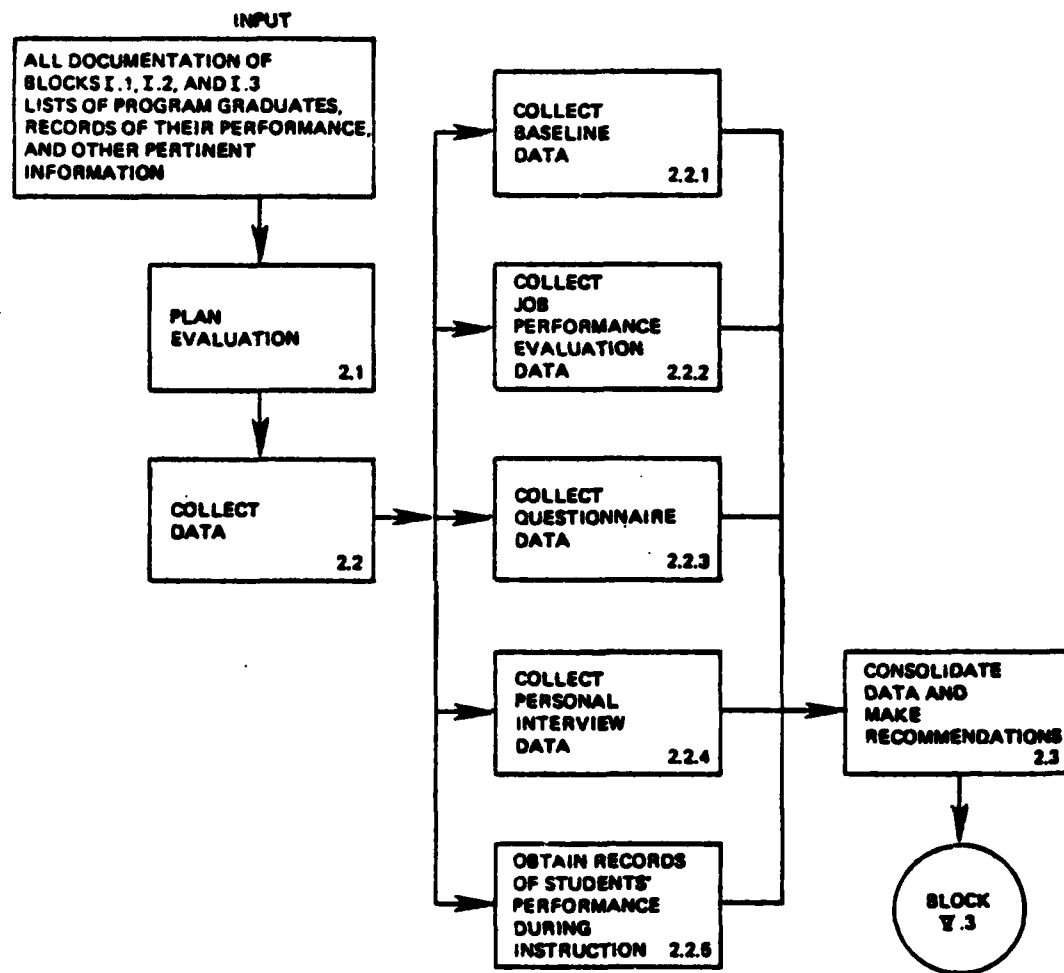 INPUT
ALL DOCUMENTATION OF
BLOCKS I.1, I.2, AND I.3
LISTS OF PROGRAM GRADUATES,
RECORDS OF THEIR PERFORMANCE,
AND OTHER PERTINENT
INFORMATION
PLAN
EVALUATION
2.1
COLLECT
DATA
2.2
COLLECT
BASELINE
DATA
2.2.1
COLLECT
JOB
PERFORMANCE
EVALUATION
DATA
2.2.2
COLLECT
QUESTIONNAIRE
DATA
2.2.3
COLLECT
PERSONAL
INTERVIEW
DATA
2.2.4
OBTAIN RECORDS
OF STUDENTS'
PERFORMANCE
DURING
INSTRUCTION
2.2.5
CONSOLIDATE
DATA AND
MAKE
RECOMMENDATIONS
2.3
BLOCK
V.3